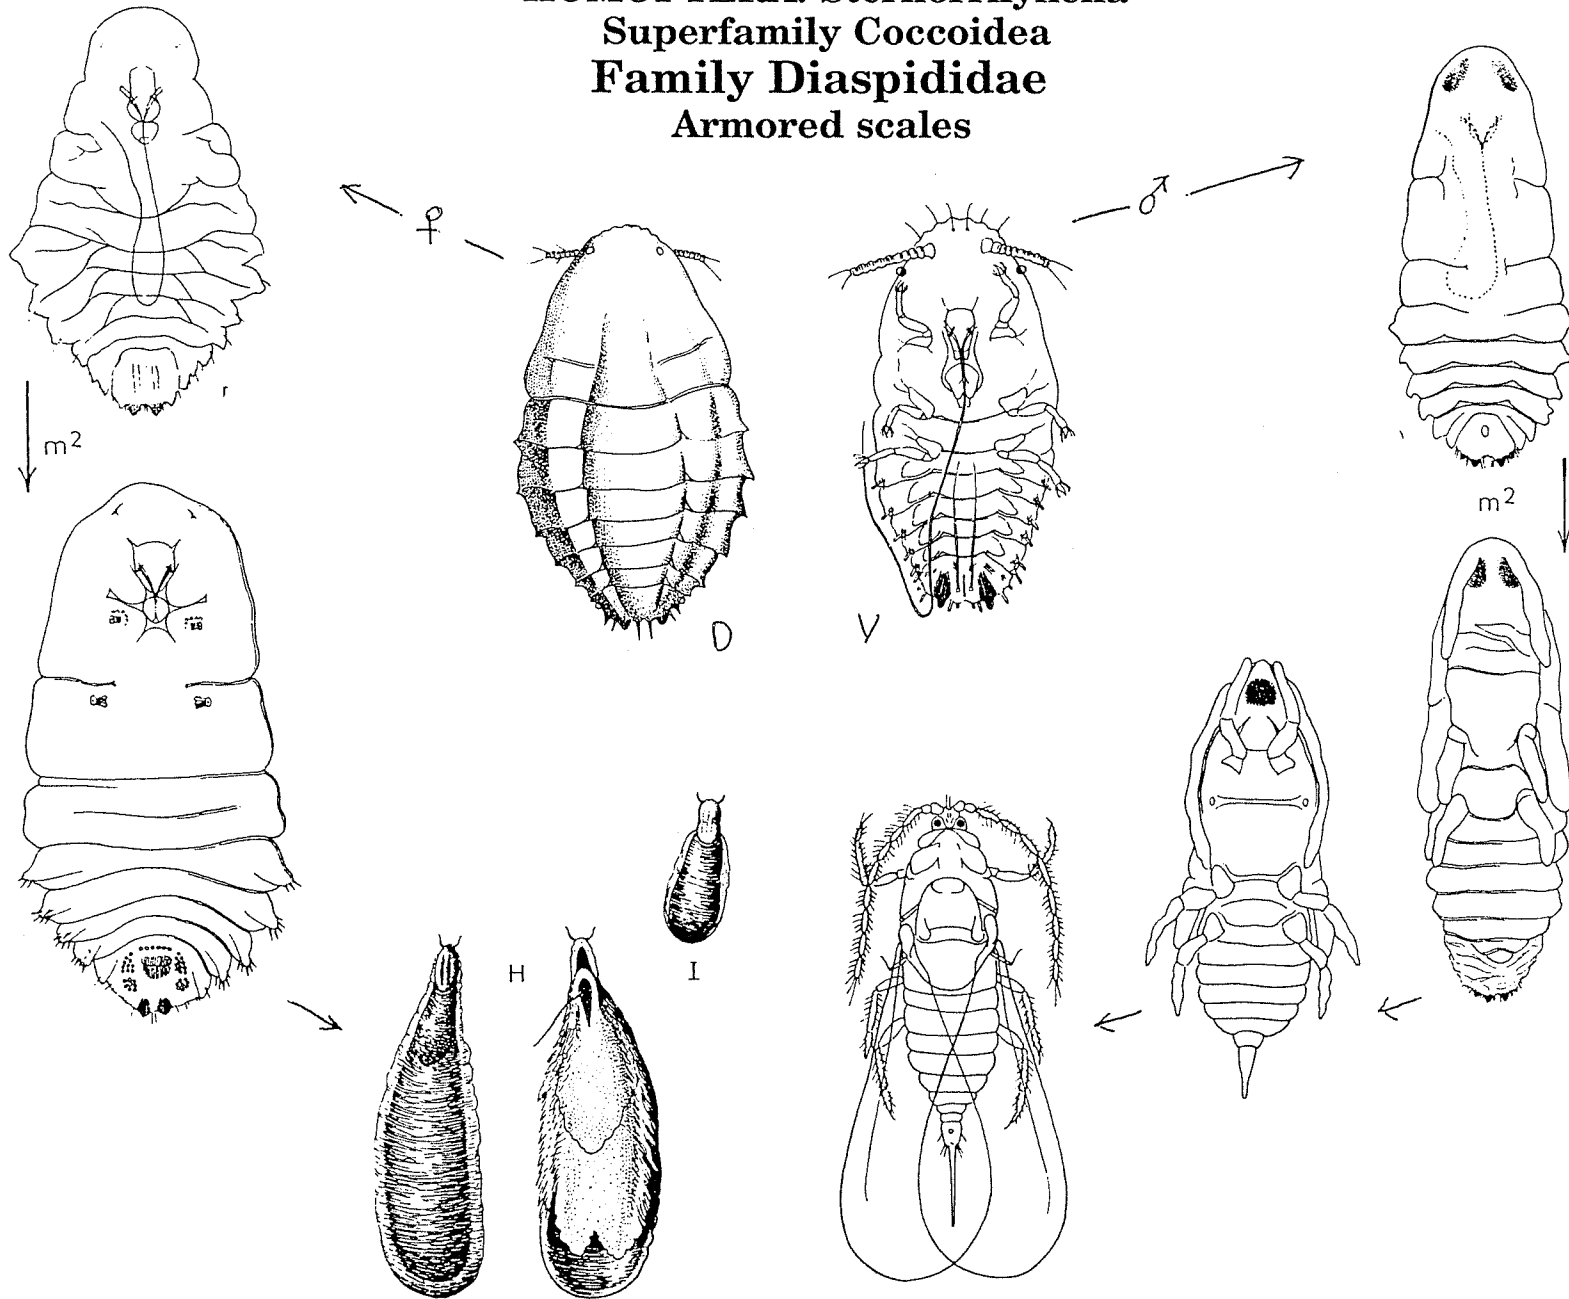 Superfamily Coccoidea
Family Diaspididae
Armored scales
♀
♂
m²
m²
D
V
H
I